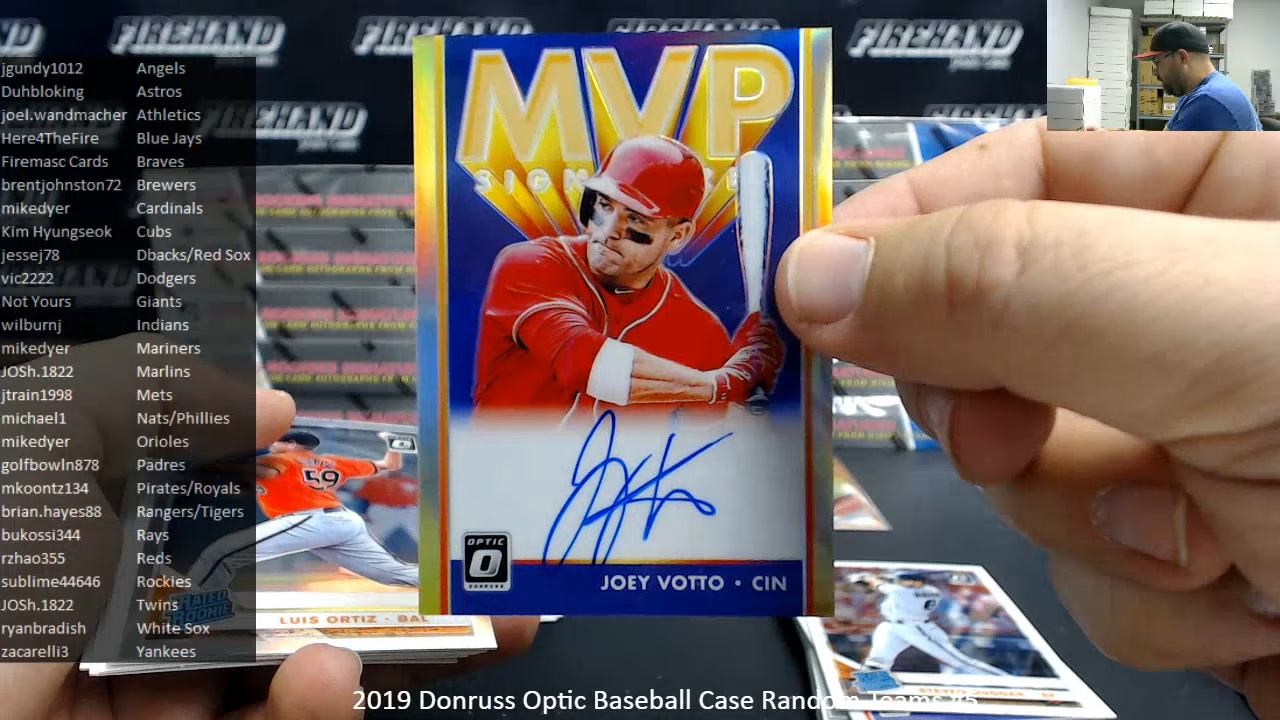 FIREHAND
FIREHAND
FIREHAND
FIREHAND
jgundy1012 Angels
Duhbloking Astros
joel.wandmacher Athletics
Here4TheFire Blue Jays
Firemasc Cards Braves
brentjohnston72 Brewers
mikedyer Cardinals
Kim Hyungseok Cubs
jessej78 Dbacks/Red Sox
vic2222 Dodgers
Not Yours Giants
wilburnj Indians
mikedyer Mariners
JOSh.1822 Marlins
jtrain1998 Mets
michael1 Nats/Phillies
mikedyer Orioles
golfbowln878 Padres
mkoontz134 Pirates/Royals
brian.hayes88 Rangers/Tigers
bukossi344 Rays
rzhao355 Reds
sublime44646 Rockies
JOSh.1822 Twins
ryanbradish White Sox
zacarelli3 Yankees
MVP
OPTIC
DONRUSS
JOEY VOTTO • CIN
59
RATED
ROOKIE
LUIS ORTIZ • BAL
2019 Donruss Optic Baseball Case Random Teams #5